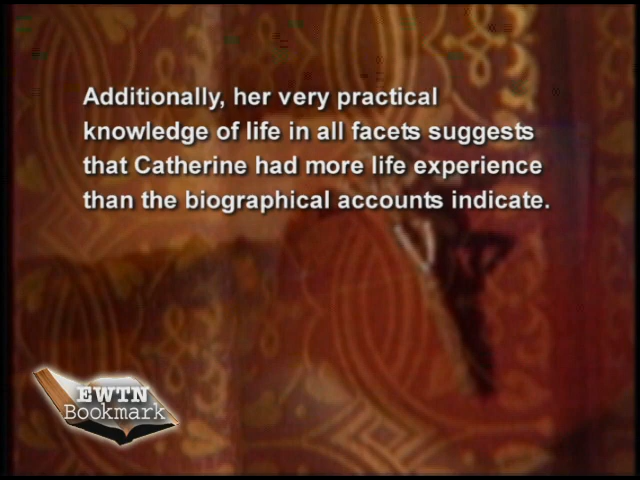 Additionally, her very practical
knowledge of life in all facets suggests
that Catherine had more life experience
than the biographical accounts indicate.
EWTN
Bookmark